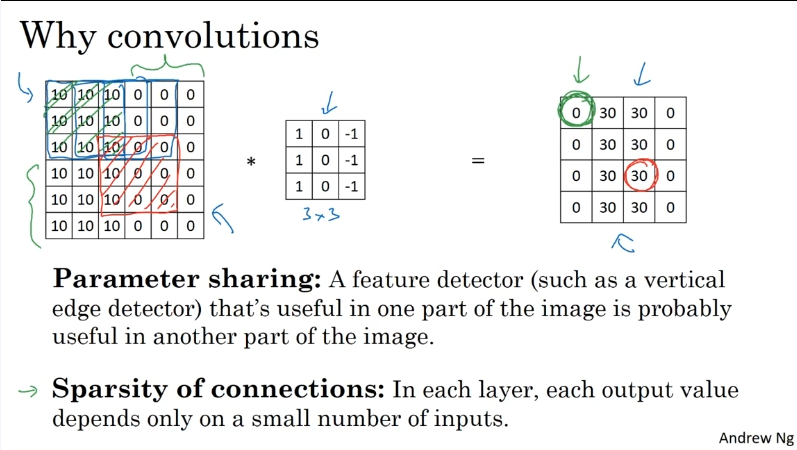 Why convolutions
10 10 10 0 0 0
10 10 10 0 0 0
10 10 10 0 0 0
10 10 10 0 0 0
10 10 10 0 0 0
10 10 10 0 0 0
*
1 0 -1
1 0 -1
1 0 -1
3x3
=
0 30 30 0
0 30 30 0
0 30 30 0
0 30 30 0
Parameter sharing: A feature detector (such as a vertical
edge detector) that's useful in one part of the image is probably
useful in another part of the image.
→ Sparsity of connections: In each layer, each output value
depends only on a small number of inputs.
Andrew Ng